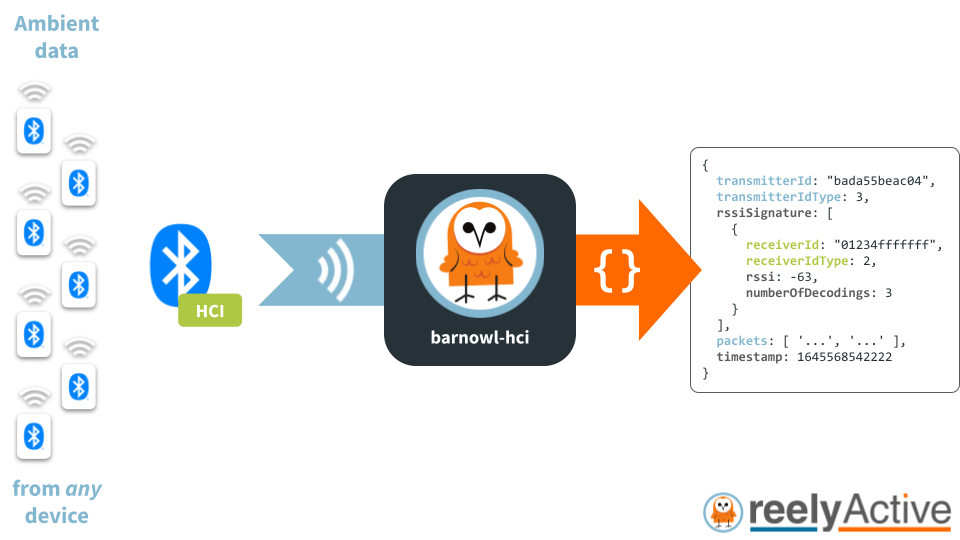 Ambient
data
from any
device
HCI
barnowl-hci
{}
{
transmitterId: "bada55beac04",
transmitterIdType: 3,
rssiSignature: [
{
receiverId: "01234fffffff",
receiverIdType: 2,
rssi: -63,
numberOfDecodings: 3
}
],
packets: [ '...', '...' ],
timestamp: 1645568542222
}
reelyActive